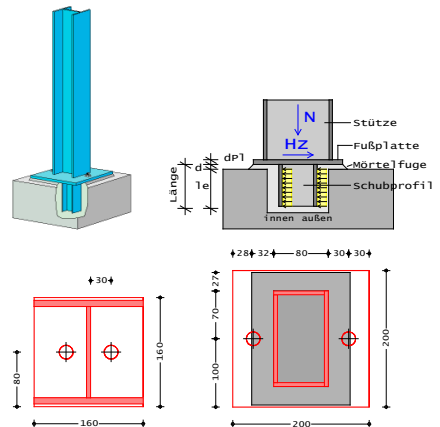 N
Hz
Stütze
dPl
Fußplatte
d
Mörtelfuge
Länge
le
Schubprofil
innen außen
30
80
160
160
28 32 80 30 30
27
70
100
200
200